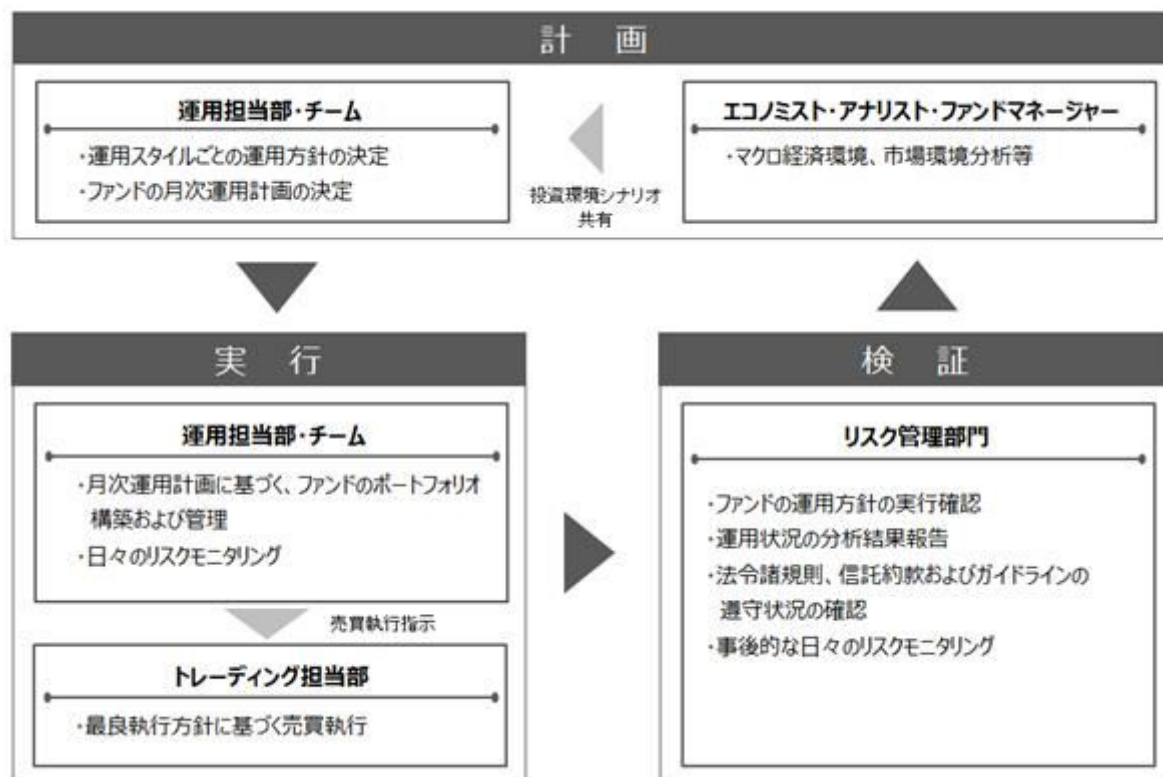 計 画
運用担当部・チーム
・運用スタイルごとの運用方針の決定
・ファンドの月次運用計画の決定
投資環境シナリオ
共有
エコノミスト・アナリスト・ファンドマネージャー
・マクロ経済環境、市場環境分析等
実 行
運用担当部・チーム
・月次運用計画に基づく、ファンドのポートフォリオ
構築および管理
・日々のリスクモニタリング
売買執行指示
トレーディング担当部
・最良執行方針に基づく売買執行
検 証
リスク管理部門
・ファンドの運用方針の実行確認
・運用状況の分析結果報告
・法令諸規則、信託約款およびガイドラインの
遵守状況の確認
・事後的な日々のリスクモニタリング